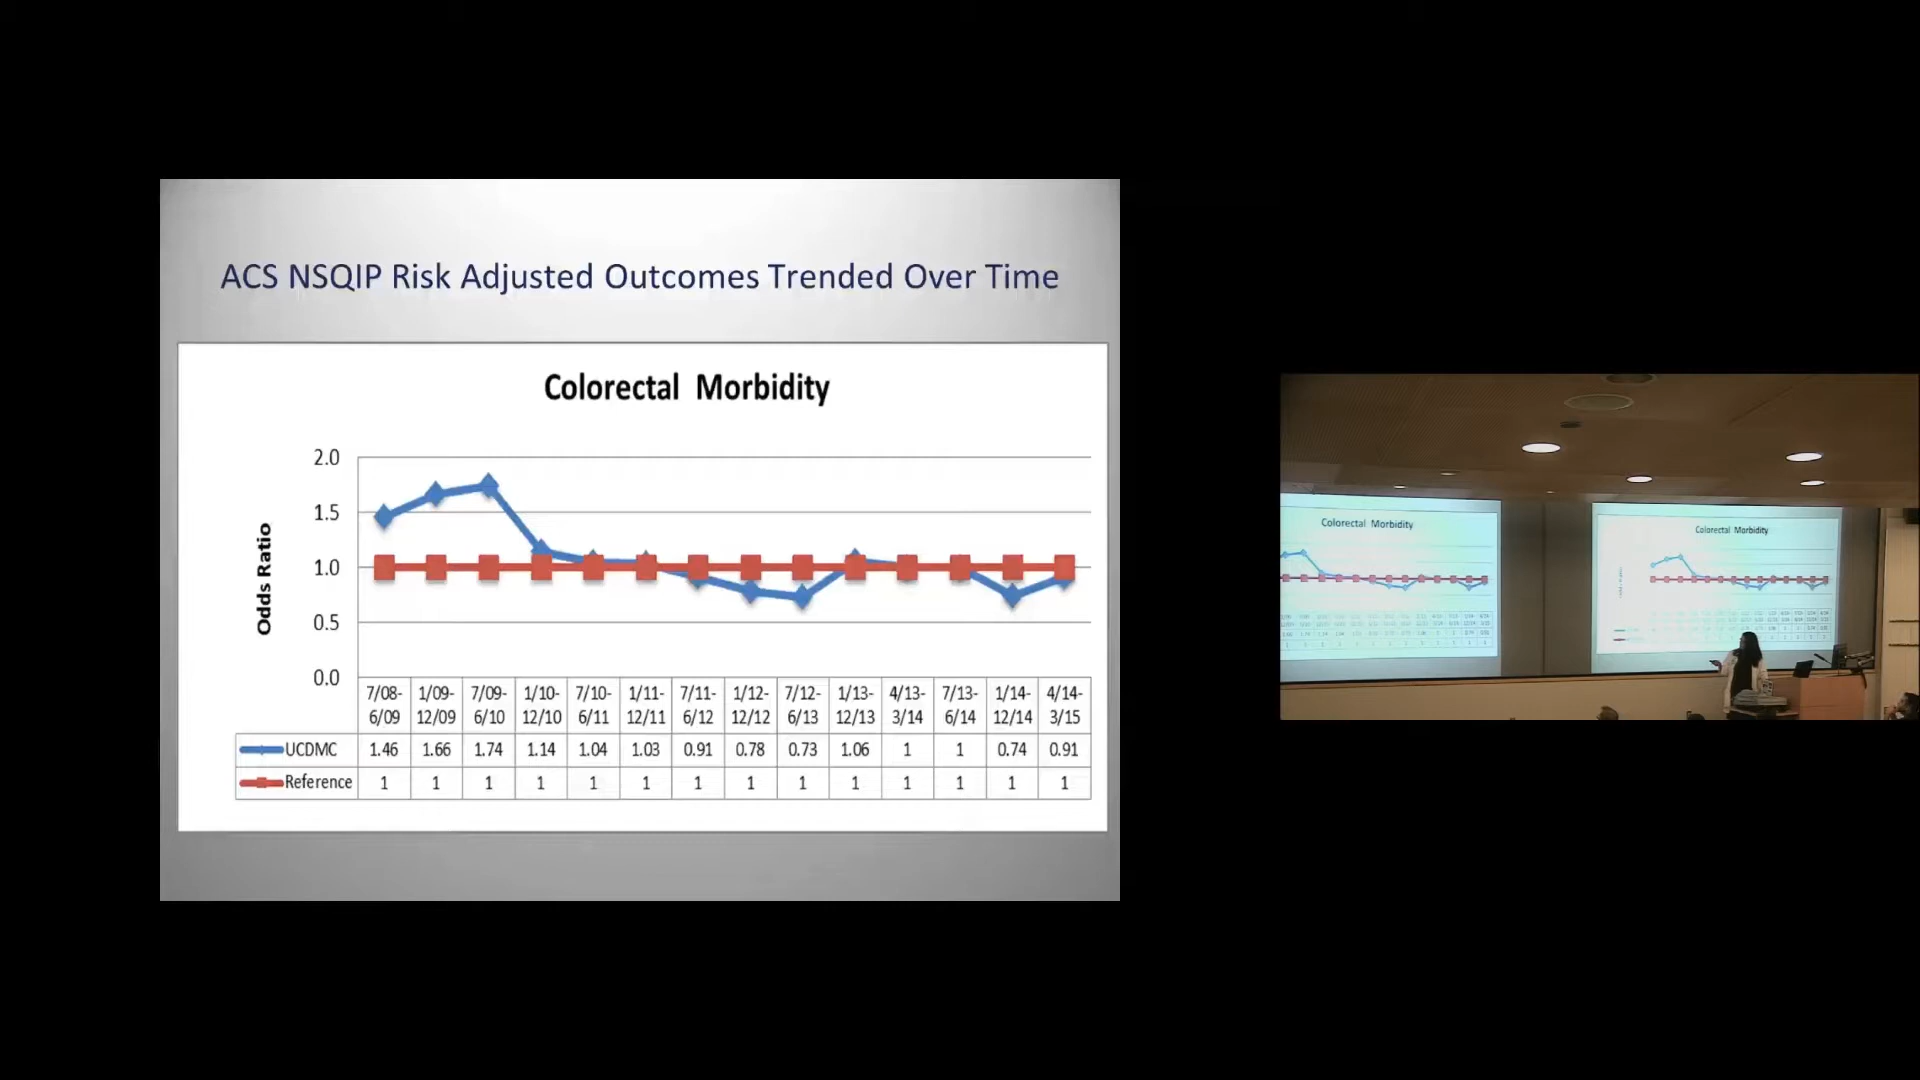 ACS NSQIP Risk Adjusted Outcomes Trended Over Time
Colorectal Morbidity
Odds Ratio
2.0
1.5
1.0
0.5
0.0
7/08-6/09 1/09-12/09 7/09-6/10 1/10-12/10 7/10-6/11 1/11-12/11 7/11-6/12 1/12-12/12 7/12-6/13 1/13-12/13 4/13-3/14 7/13-6/14 1/14-12/14 4/14-3/15
UCDMC 1.46 1.66 1.74 1.14 1.04 1.03 0.91 0.78 0.73 1.06 1 1 0.74 0.91
Reference 1 1 1 1 1 1 1 1 1 1 1 1 1 1
Colorectal Morbidity
Colorectal Morbidity